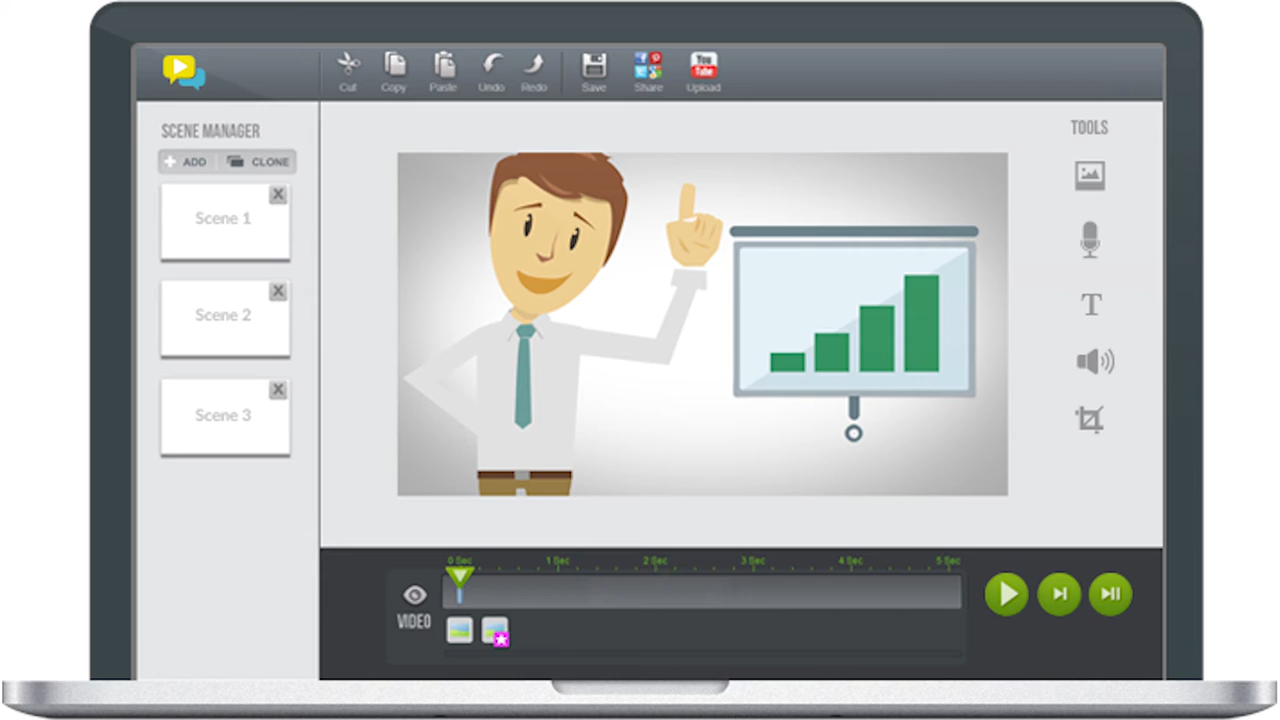 Cut Copy Paste Undo Redo Save Share You Tube Upload
SCENE MANAGER
ADD CLONE
Scene 1
Scene 2
Scene 3
TOOLS
T
0 Sec 1 Sec 2 Sec 3 Sec 4 Sec 5 Sec
VIDEO